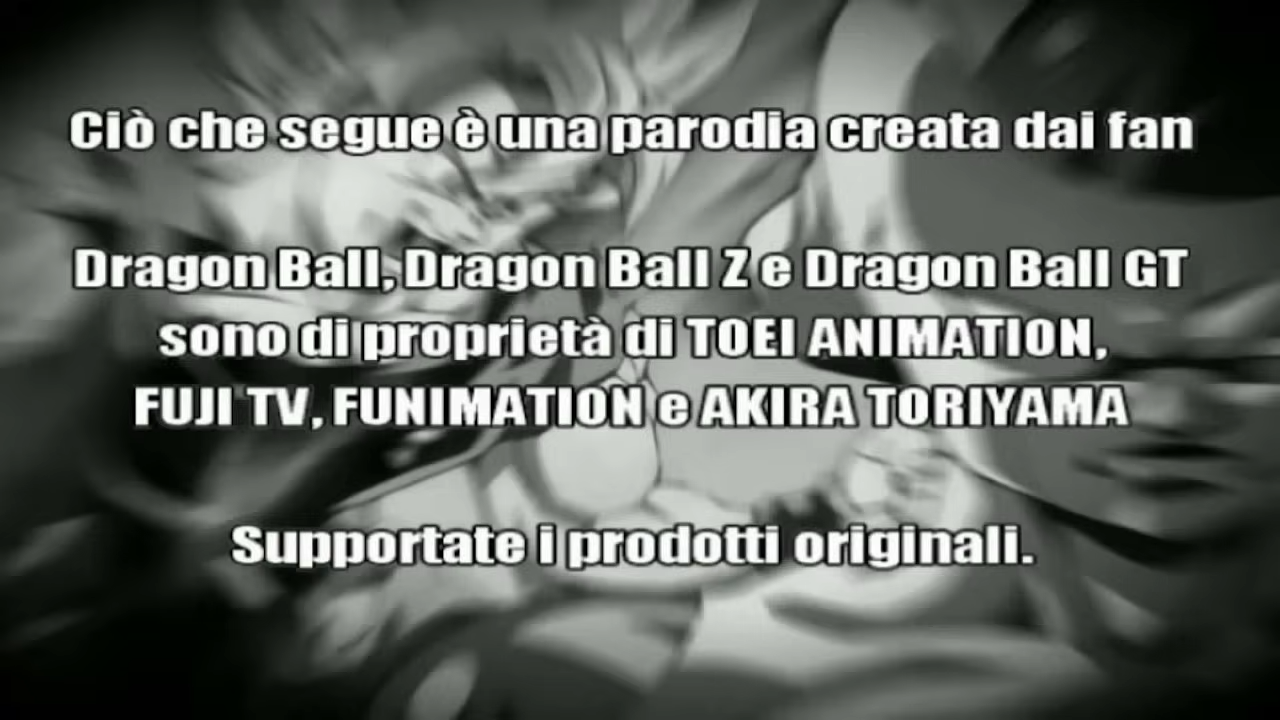 Ciò che segue è una parodia creata dai fan
Dragon Ball, Dragon Ball Z e Dragon Ball GT
sono di proprietà di TOEI ANIMATION,
FUJI TV, FUNIMATION e AKIRA TORIYAMA
Supportate i prodotti originali.